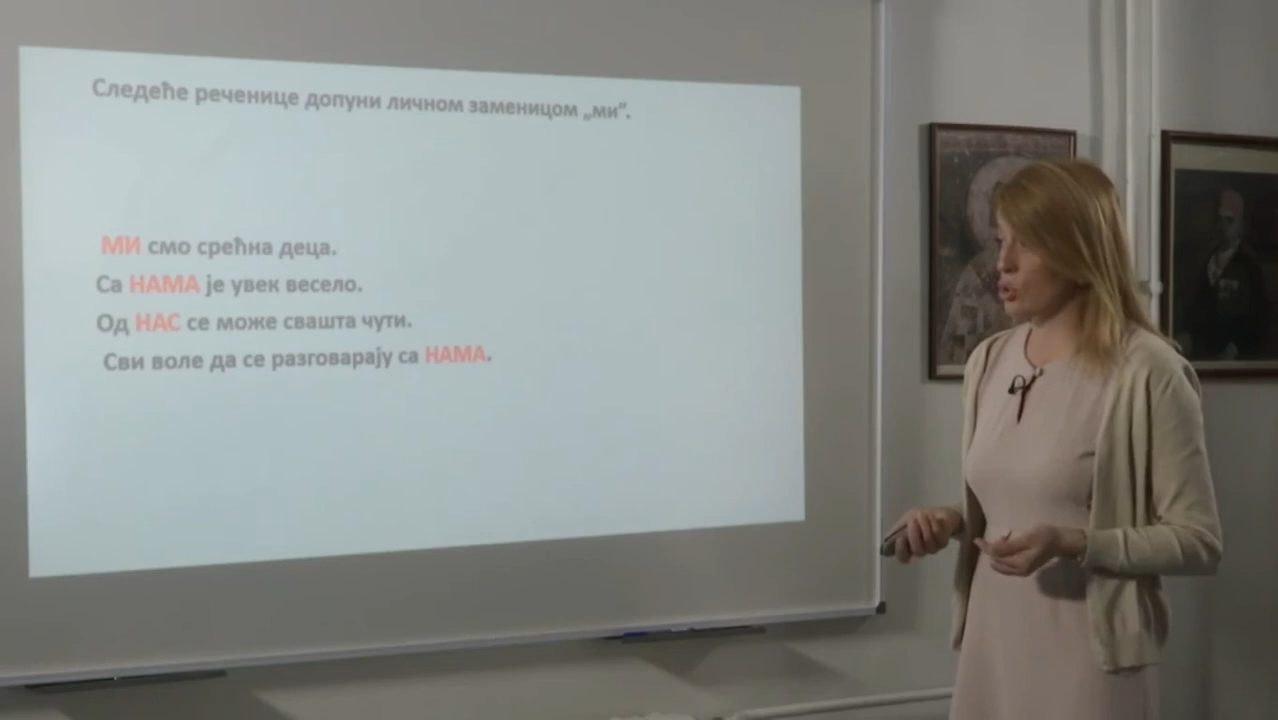 Следеће реченице допуни личном заменицом „ми”.
МИ смо срећна деца.
Са НАМА је увек весело.
Од НАС се може свашта чути.
Сви воле да се разговарају са НАМА.